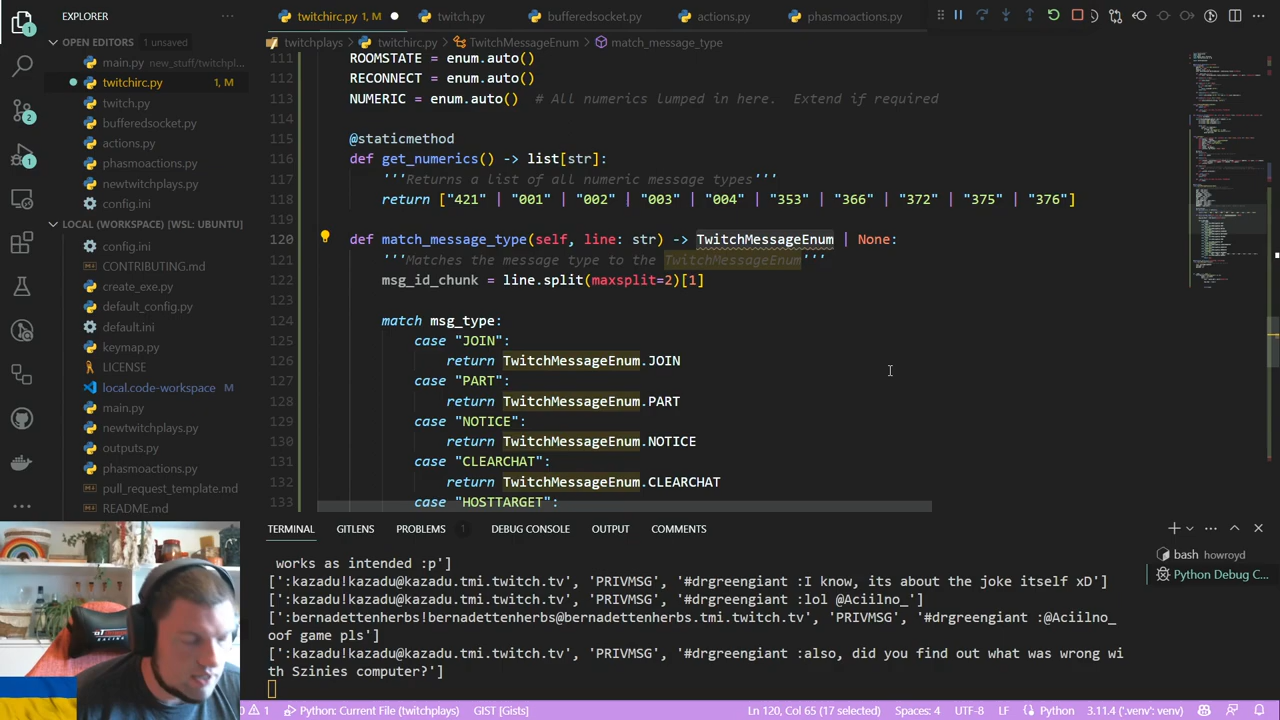 EXPLORER
OPEN EDITORS 1 unsaved
main.py new_stuff/twitchpl...
twitchirc.py 1, M
twitch.py
bufferedsocket.py
actions.py
phasmoactions.py
newtwitchplays.py
config.ini
LOCAL (WORKSPACE) [WSL: UBUNTU]
config.ini
CONTRIBUTING.md
create_exe.py
default_config.py
default.ini
keymap.py
LICENSE
local.code-workspace M
main.py
newtwitchplays.py
outputs.py
phasmoactions.py
pull_request_template.md
README.md
twitchirc.py 1, M
twitch.py
bufferedsocket.py
actions.py
phasmoactions.py
twitchplays > twitchirc.py > TwitchMessageEnum > match_message_type
111 ROOMSTATE = enum.auto()
112 RECONNECT = enum.auto()
113 NUMERIC = enum.auto() # All numerics lumped in here. Extend if required
114
115 @staticmethod
116 def get_numerics() -> list[str]:
117 '''Returns a list of all numeric message types'''
118 return ["421" | "001" | "002" | "003" | "004" | "353" | "366" | "372" | "375" | "376"]
119
120 def match_message_type(self, line: str) -> TwitchMessageEnum | None:
121 '''Matches the message type to the TwitchMessageEnum'''
122 msg_id_chunk = line.split(maxsplit=2)[1]
123
124 match msg_type:
125 case "JOIN":
126 return TwitchMessageEnum.JOIN
127 case "PART":
128 return TwitchMessageEnum.PART
129 case "NOTICE":
130 return TwitchMessageEnum.NOTICE
131 case "CLEARCHAT":
132 return TwitchMessageEnum.CLEARCHAT
133 case "HOSTTARGET":
TERMINAL GITLENS PROBLEMS 1 DEBUG CONSOLE OUTPUT COMMENTS
works as intended :p']
[':kazadu!kazadu@kazadu.tmi.twitch.tv', 'PRIVMSG', '#drgreengiant :I know, its about the joke itself xD']
[':kazadu!kazadu@kazadu.tmi.twitch.tv', 'PRIVMSG', '#drgreengiant :lol @Aciilno_']
[':bernadettenherbs!bernadettenherbs@bernadettenherbs.tmi.twitch.tv', 'PRIVMSG', '#drgreengiant :@Aciilno_
oof game pls']
[':kazadu!kazadu@kazadu.tmi.twitch.tv', 'PRIVMSG', '#drgreengiant :also, did you find out what was wrong wi
th Szinies computer?']
bash howroyd
Python Debug C...
0 1 Python: Current File (twitchplays) GIST [Gists] Ln 120, Col 65 (17 selected) Spaces: 4 UTF-8 LF Python 3.11.4 ('.venv': venv)